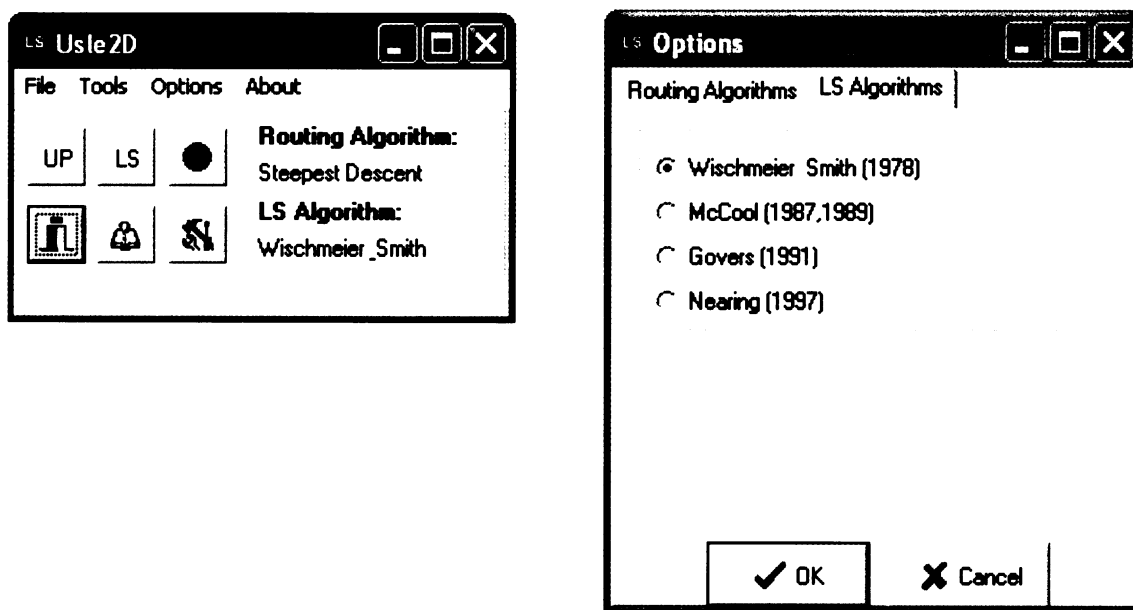 LS Usle2D
File Tools Options About
UP LS
Routing Algorithm:
Steepest Descent
LS Algorithm:
Wischmeier_Smith
LS Options
Routing Algorithms LS Algorithms
Wischmeier Smith (1978)
McCool (1987,1989)
Govers (1991)
Nearing (1997)
OK Cancel